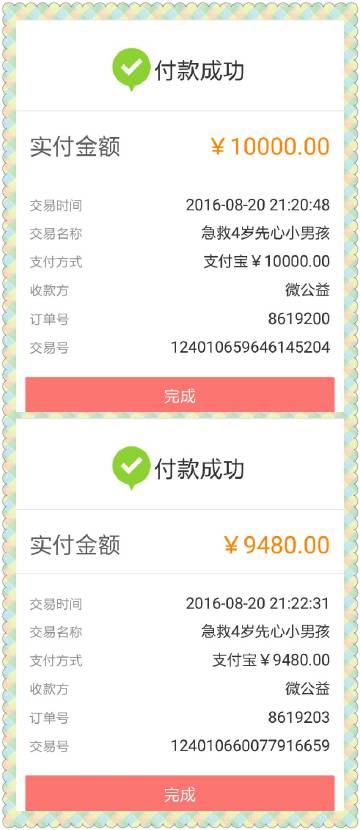 付款成功
实付金额 ￥10000.00
交易时间 2016-08-20 21:20:48
交易名称 急救4岁先心小男孩
支付方式 支付宝￥10000.00
收款方 微公益
订单号 8619200
交易号 124010659646145204
完成
付款成功
实付金额 ￥9480.00
交易时间 2016-08-20 21:22:31
交易名称 急救4岁先心小男孩
支付方式 支付宝￥9480.00
收款方 微公益
订单号 8619203
交易号 124010660077916659
完成